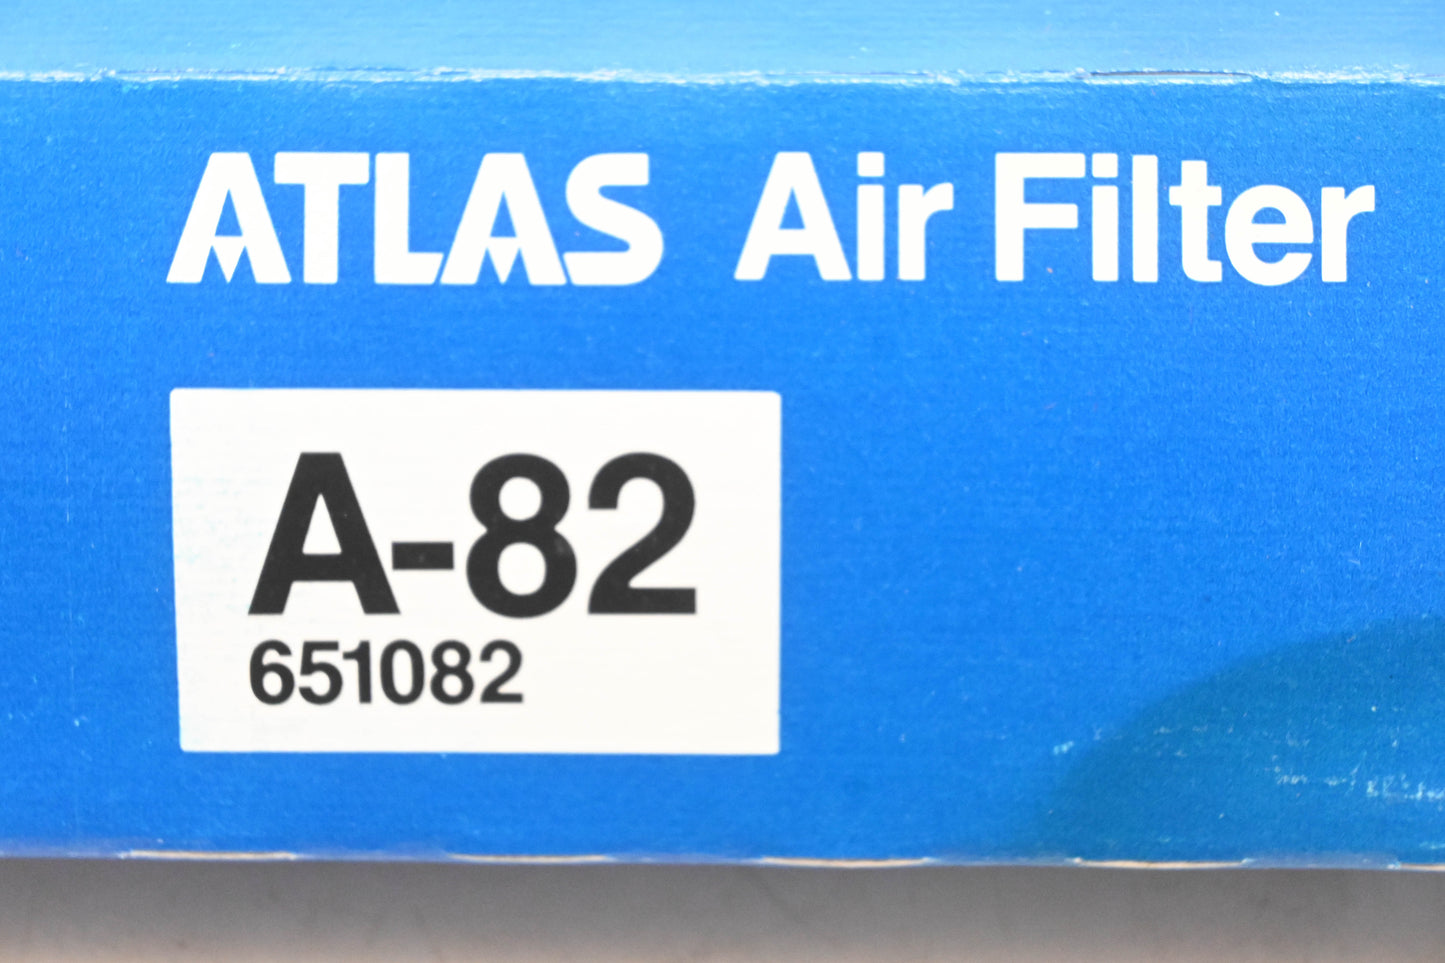 ATLAS Air Filter
A-82
651082